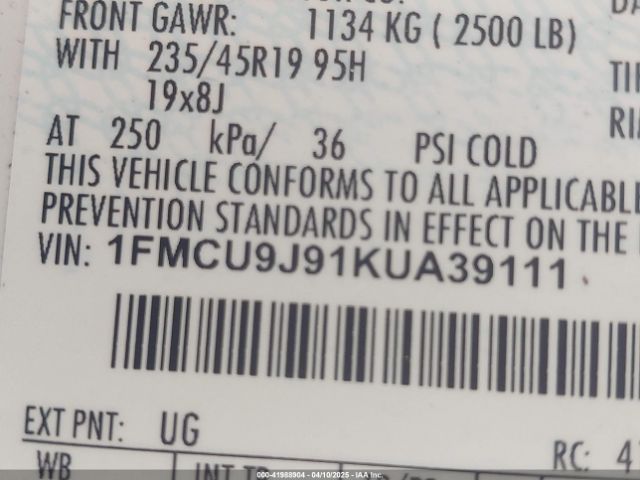 FRONT GAWR: 1134 KG ( 2500 LB)
WITH 235/45R19 95H
TI
19x8J
RI
AT 250 kPa/ 36 PSI COLD
THIS VEHICLE CONFORMS TO ALL APPLICABL
PREVENTION STANDARDS IN EFFECT ON THE
VIN: 1FMCU9J91KUA39111
EXT PNT: UG
RC: 4
WB
000-41988904 - 04/10/2025 - IAA, Inc.